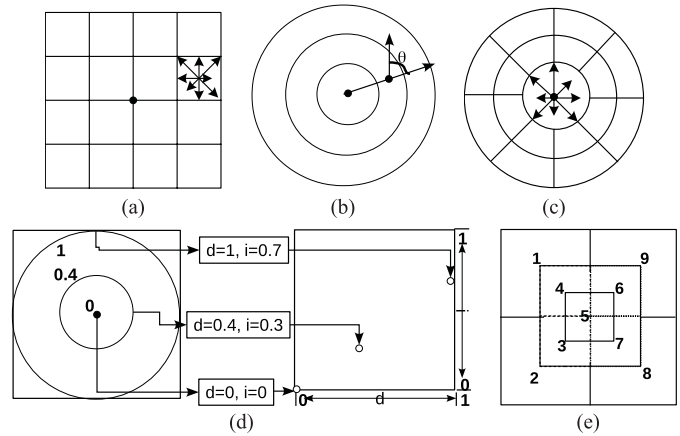 θ
(a)
(b)
(c)
1
0.4
0
d=1, i=0.7
d=0.4, i=0.3
d=0, i=0
1
0
0
d
1
(d)
1
9
4
6
5
3
7
2
8
(e)